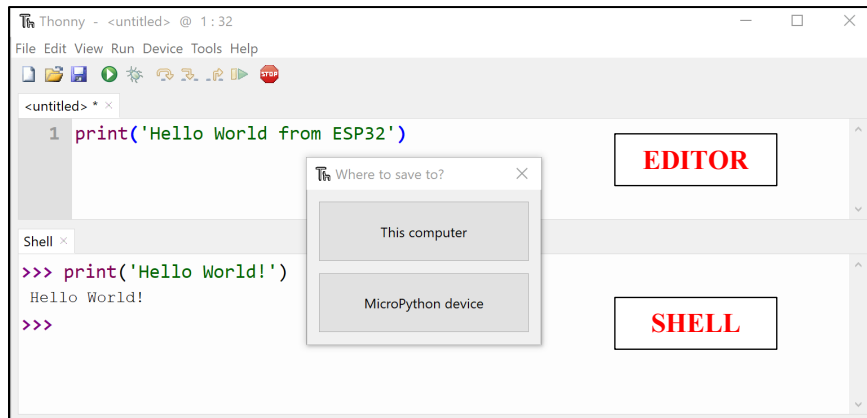 Thonny - <untitled> @ 1:32
File Edit View Run Device Tools Help
STOP
<untitled> *
1 print('Hello World from ESP32')
EDITOR
Where to save to?
This computer
MicroPython device
Shell
>>> print('Hello World!')
Hello World!
>>>
SHELL